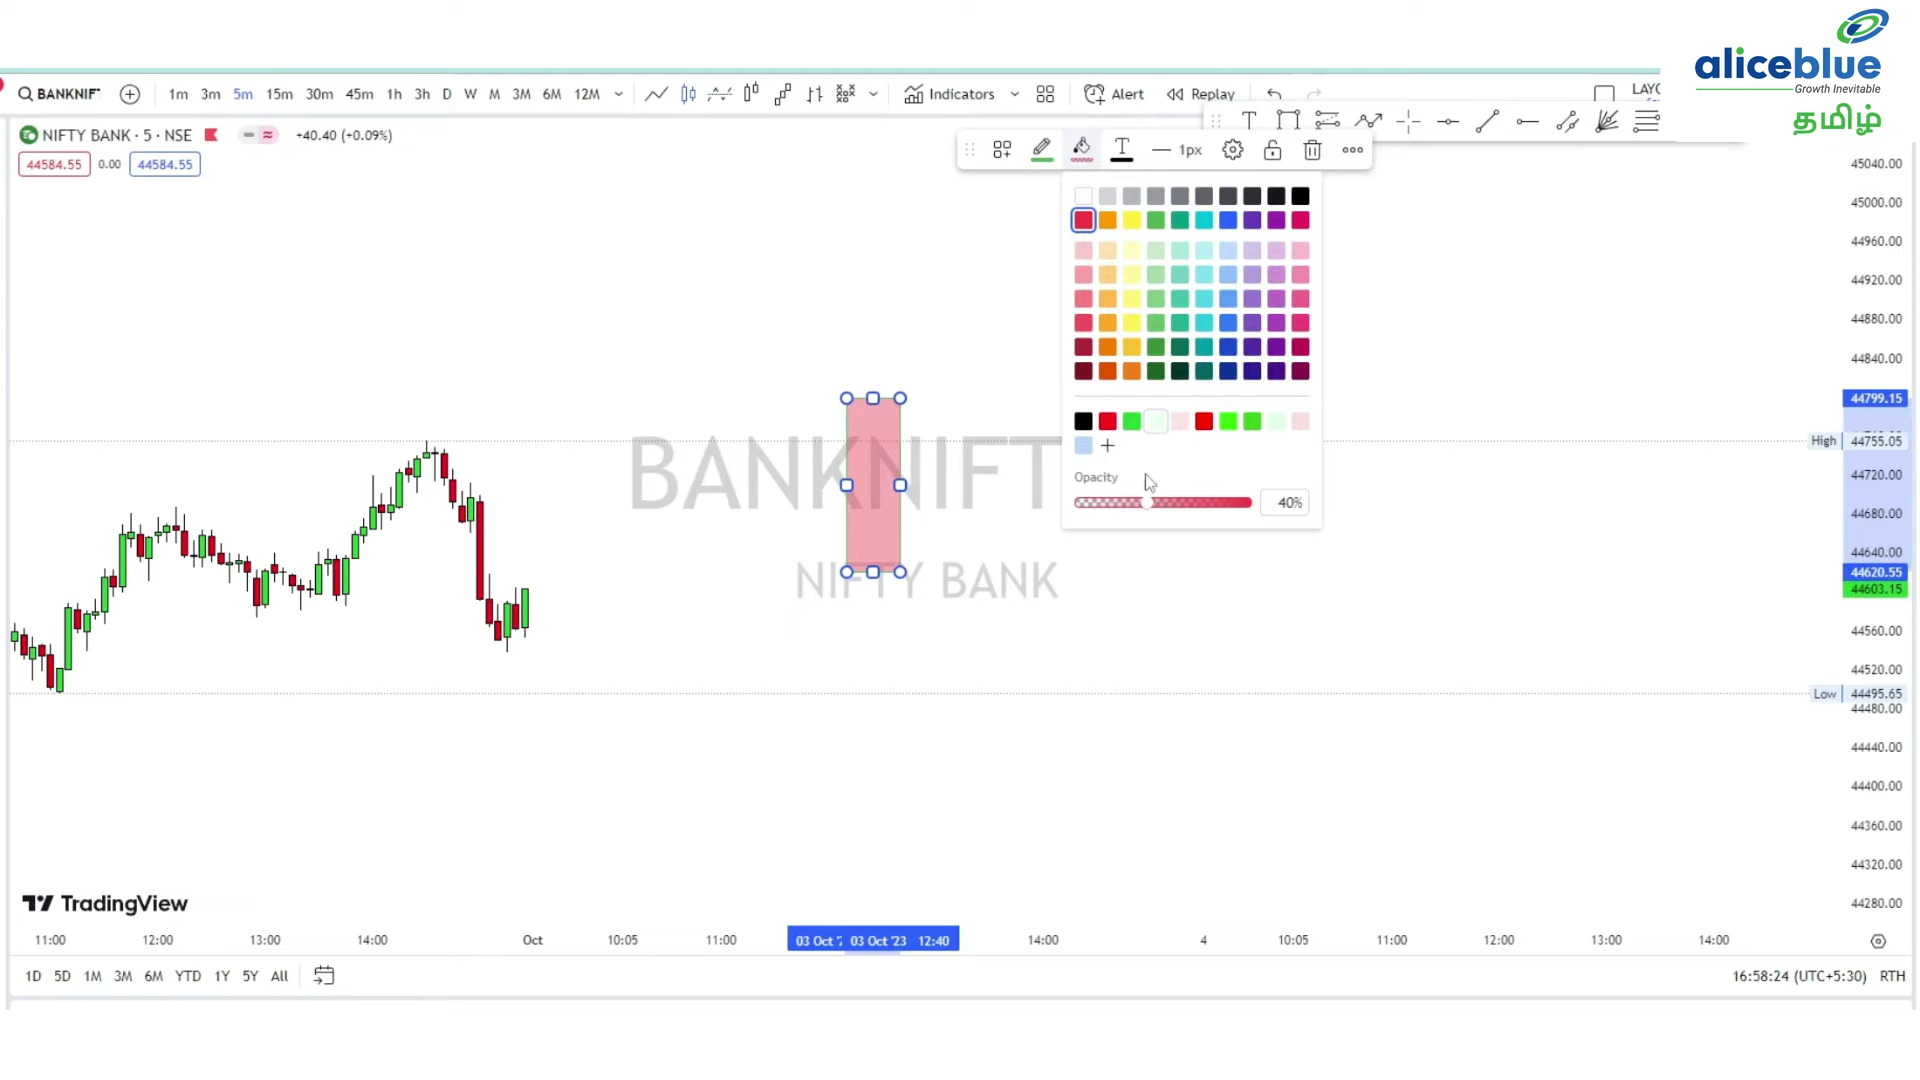 aliceblue
Growth Inevitable
தமிழ்
BANKNIF
1m 3m 5m 15m 30m 45m 1h 3h D W M 3M 6M 12M
Indicators
Alert
Replay
NIFTY BANK · 5 · NSE
+40.40 (+0.09%)
44584.55 0.00 44584.55
1px
Opacity
40%
BANKNIFT
NIFTY BANK
45040.00
45000.00
44960.00
44920.00
44880.00
44840.00
44799.15
High 44755.05
44720.00
44680.00
44640.00
44620.55
44603.15
44560.00
44520.00
Low 44495.65
44480.00
44440.00
44400.00
44360.00
44320.00
44280.00
TradingView
11:00 12:00 13:00 14:00 Oct 10:05 11:00 03 Oct 03 Oct '23 12:40 14:00 4 10:05 11:00 12:00 13:00 14:00
1D 5D 1M 3M 6M YTD 1Y 5Y All
16:58:24 (UTC+5:30) RTH